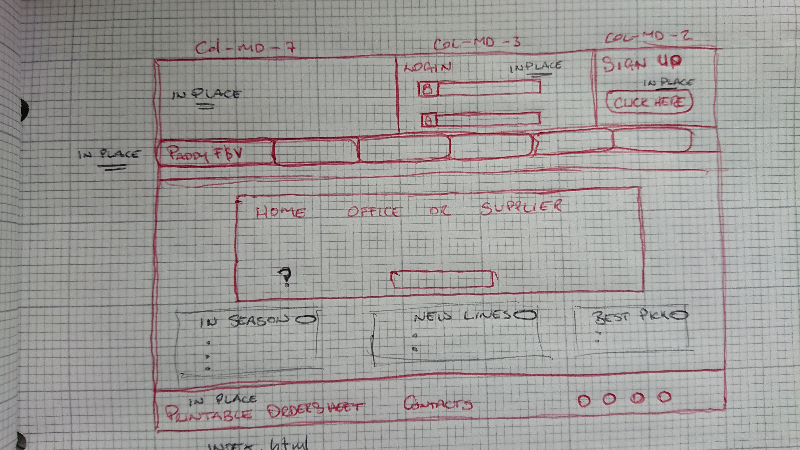 Col-MD-7 COL-MD-3 COL-MD-2
LOGIN IN PLACE SIGN UP
IN PLACE
IN PLACE
CLICK HERE
IN PLACE PADDY F&V
HOME OFFICE OR SUPPLIER
?
IN SEASON NEW LINES BEST PICK
IN PLACE
PRINTABLE ORDERSHEET CONTACTS
INTEX.html